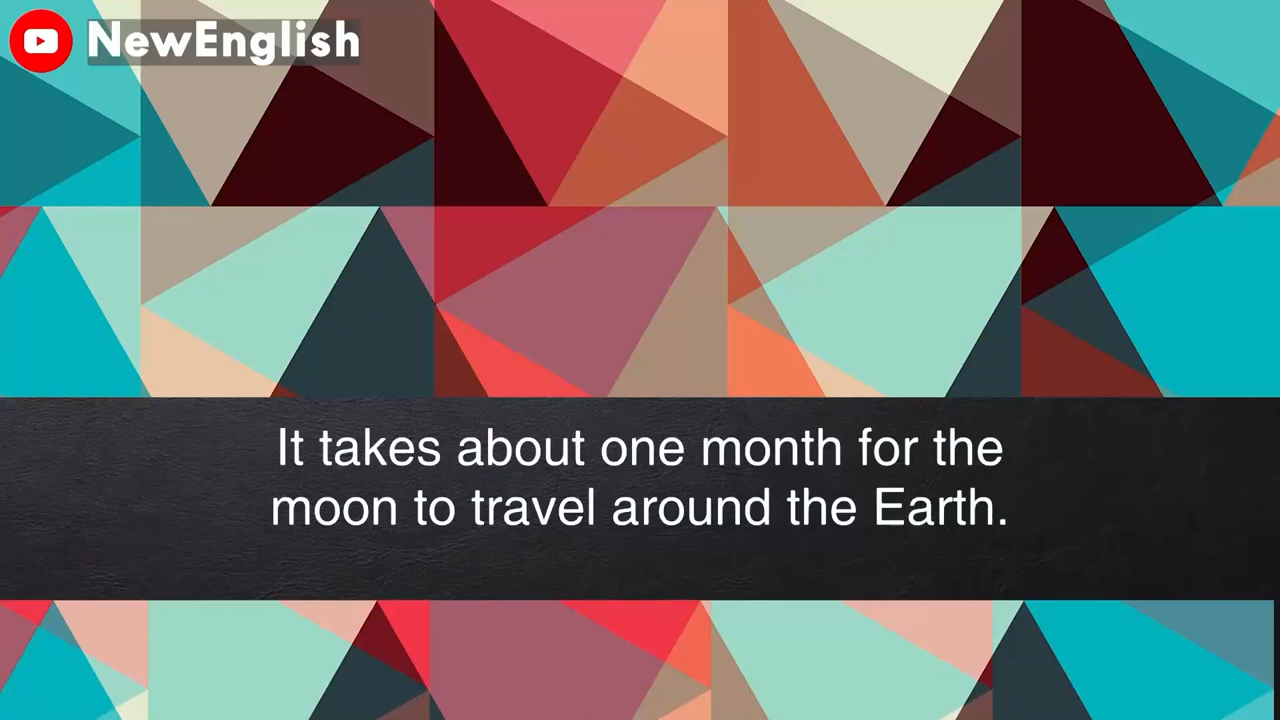 NewEnglish
It takes about one month for the
moon to travel around the Earth.